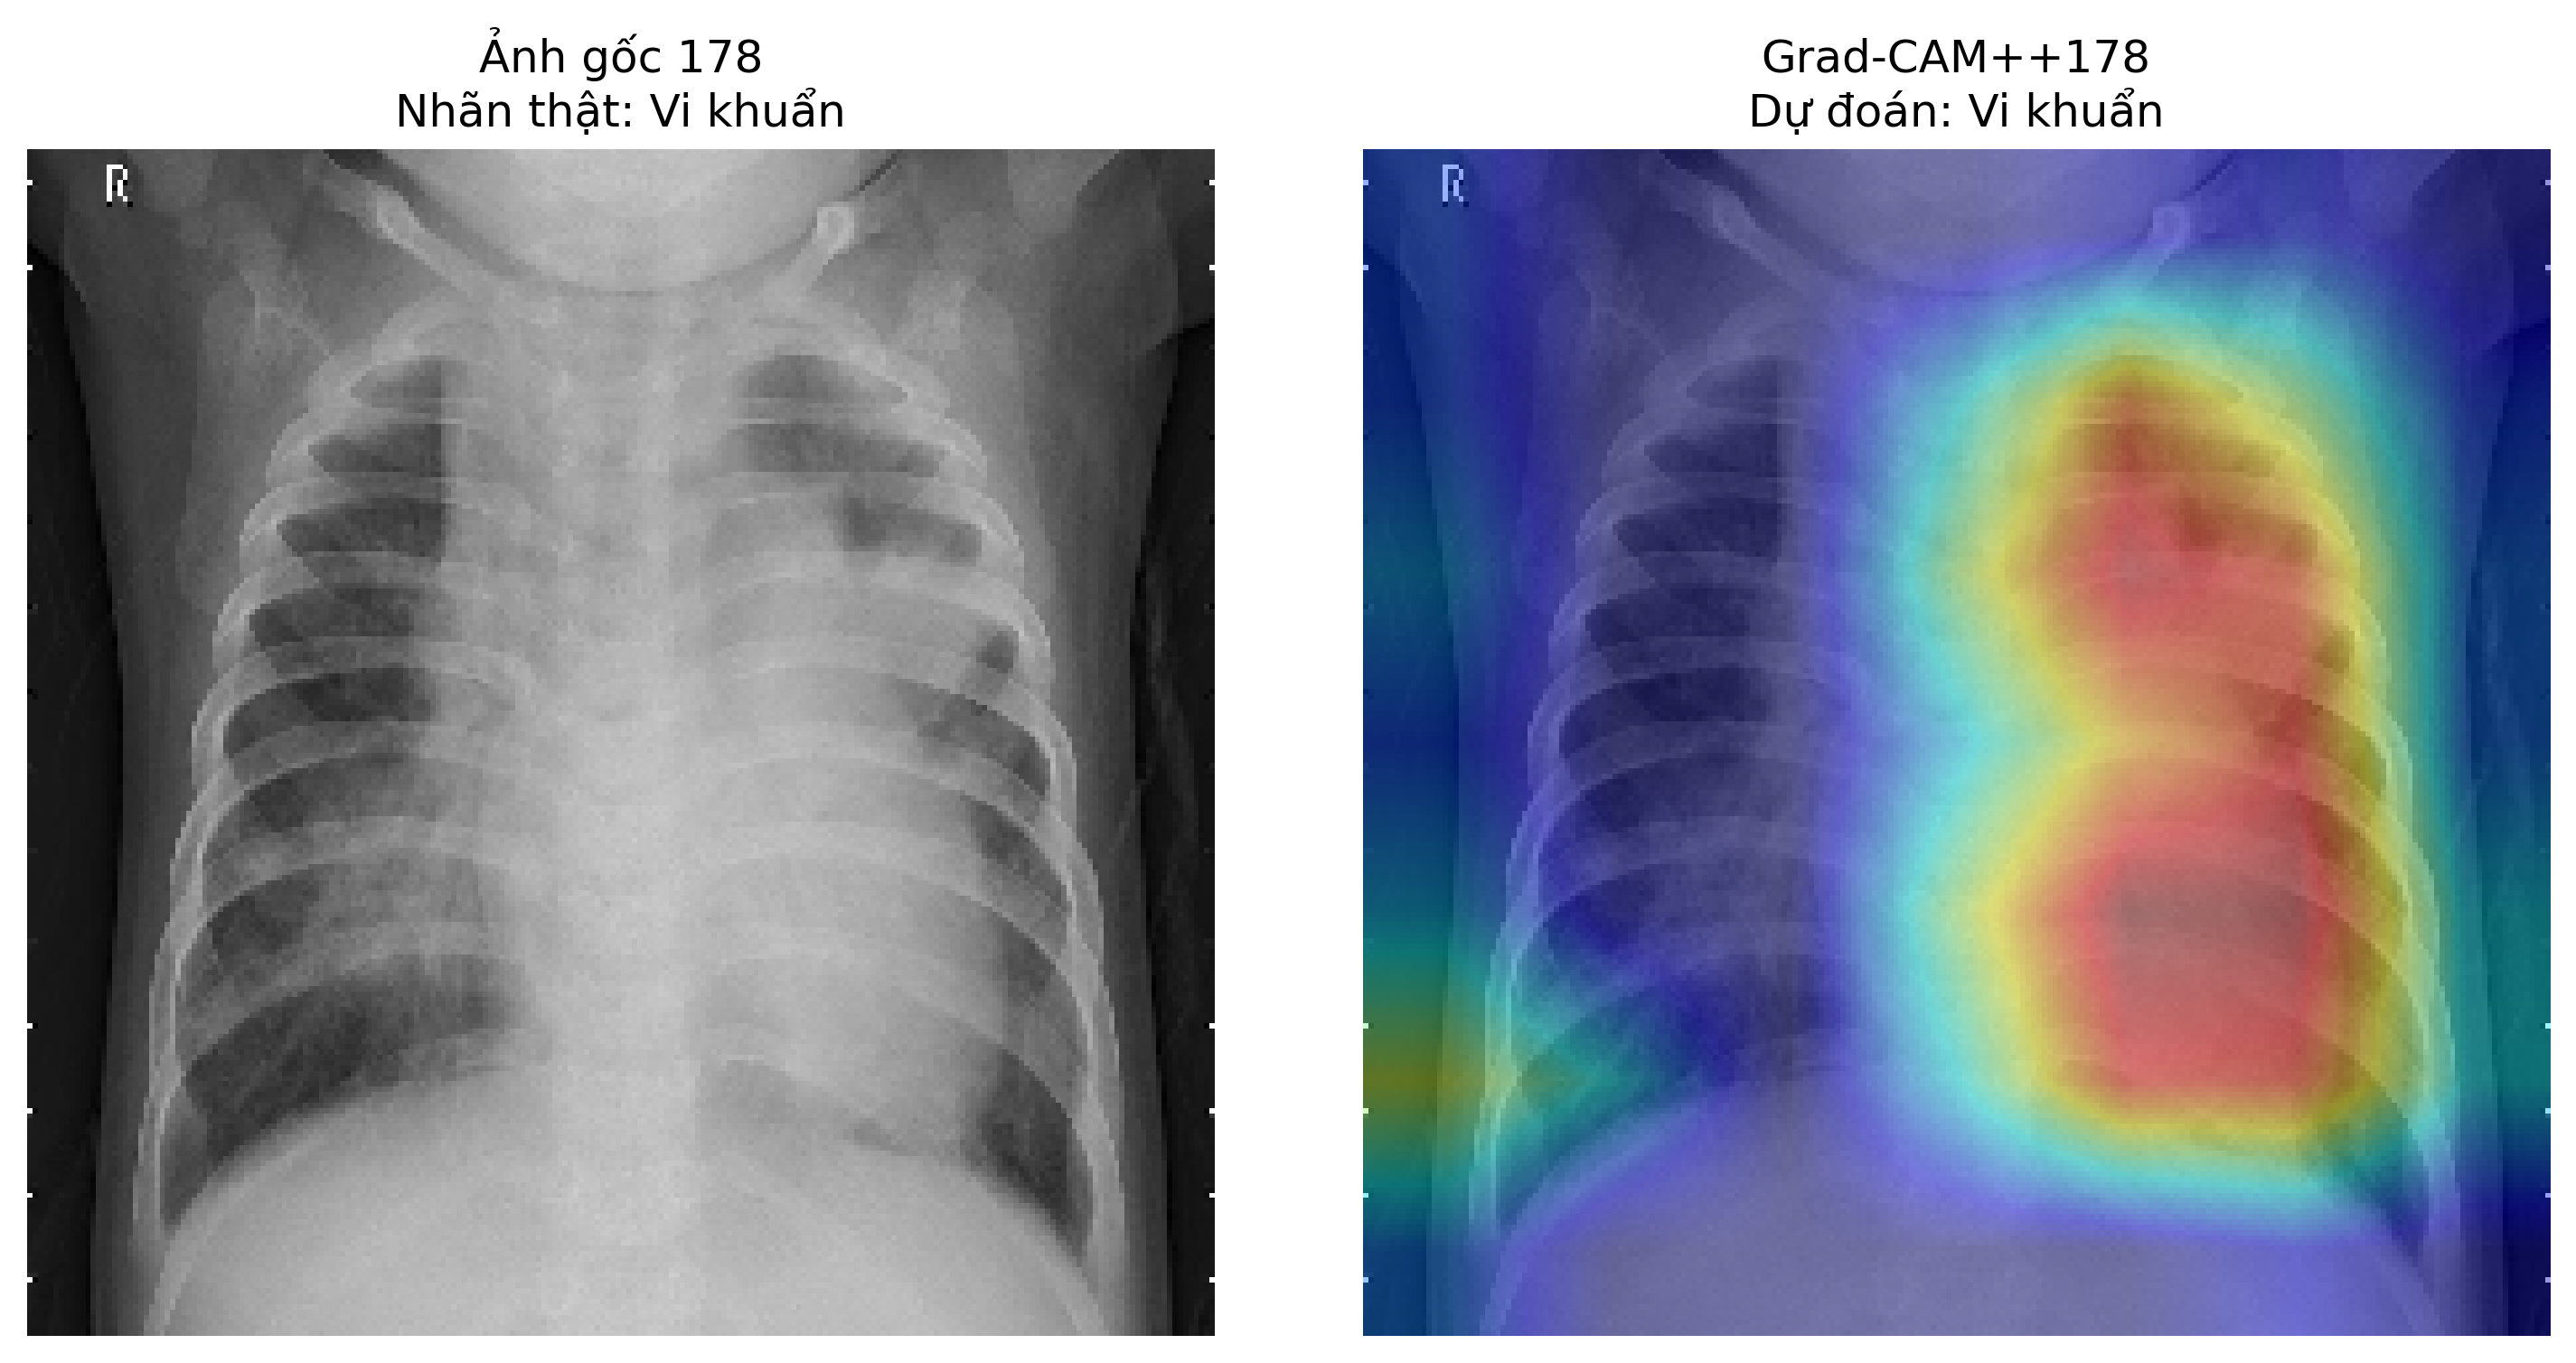 Ảnh gốc 178
Nhãn thật: Vi khuẩn
R
Grad-CAM++178
Dự đoán: Vi khuẩn
R